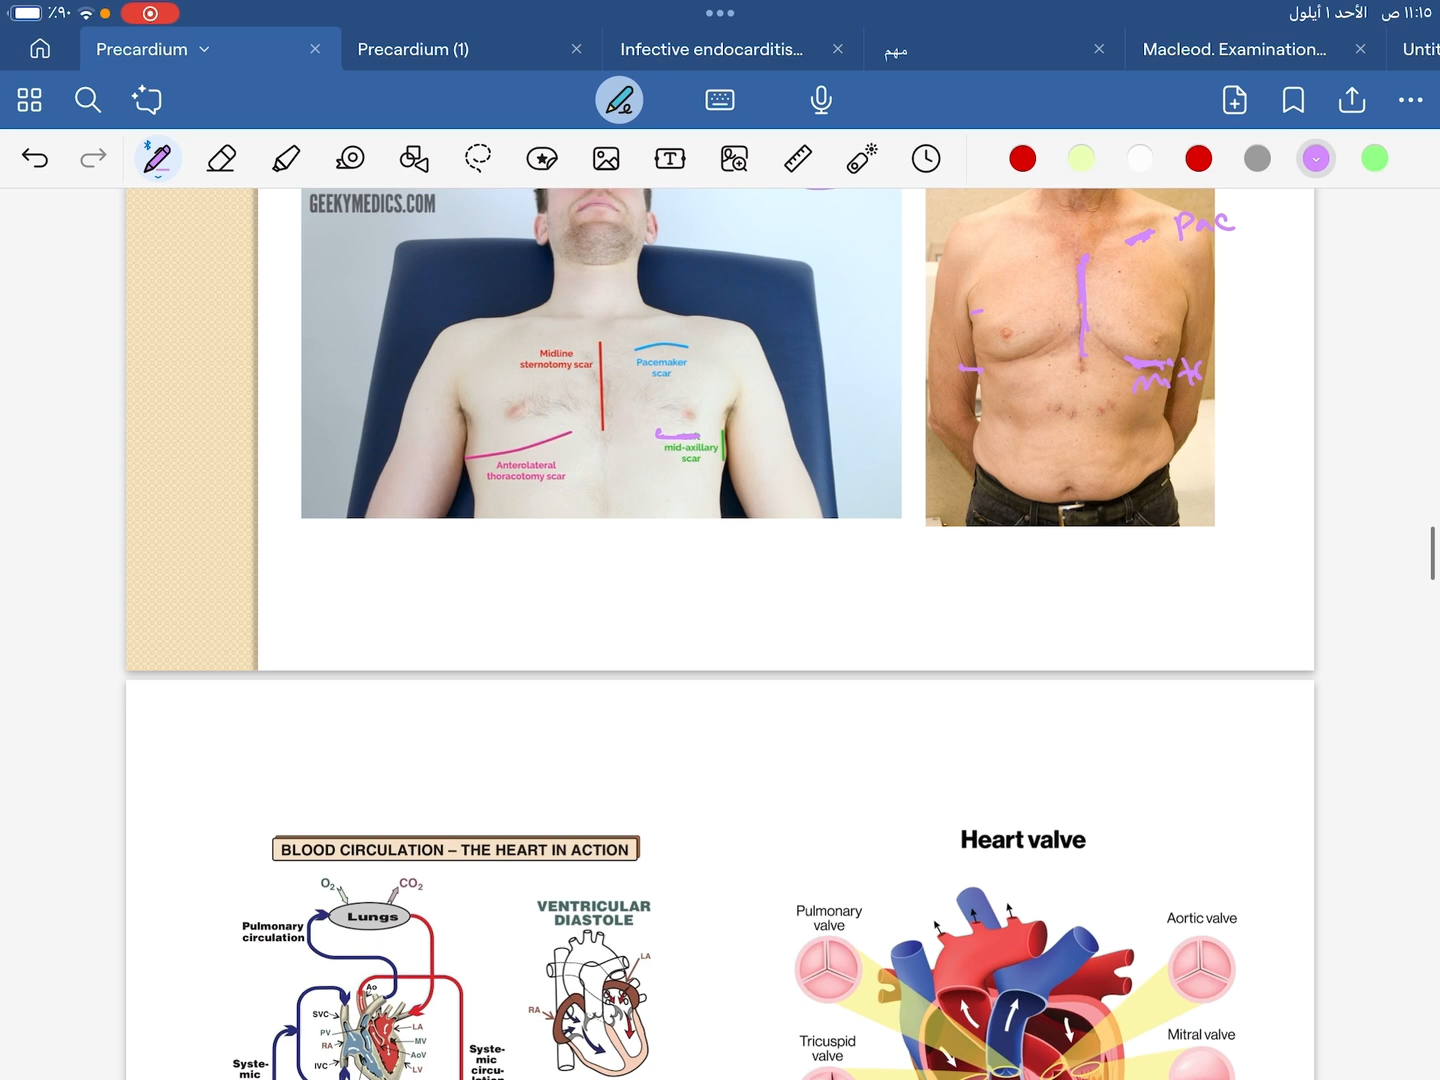 ٪٩٠
١١:١٥ ص الأحد ١ أيلول
Precardium
Precardium (1)
Infective endocarditis...
مهم
Macleod. Examination...
Untit
GEEKYMEDICS.COM
Midline
sternotomy scar
Pacemaker
scar
mid-axillary
scar
Anterolateral
thoracotomy scar
Pac
BLOOD CIRCULATION – THE HEART IN ACTION
O2
CO2
Lungs
Pulmonary
circulation
Ao
SVC
PV
RA
IVC
LA
MV
AoV
LV
Syste-
mic
Syste-
mic
circu-
lation
VENTRICULAR
DIASTOLE
LA
RA
Heart valve
Pulmonary
valve
Aortic valve
Tricuspid
valve
Mitral valve